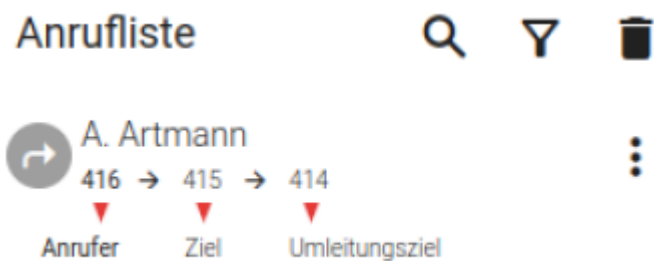 Anrufliste
A. Artmann
416 → 415 → 414
Anrufer Ziel Umleitungsziel